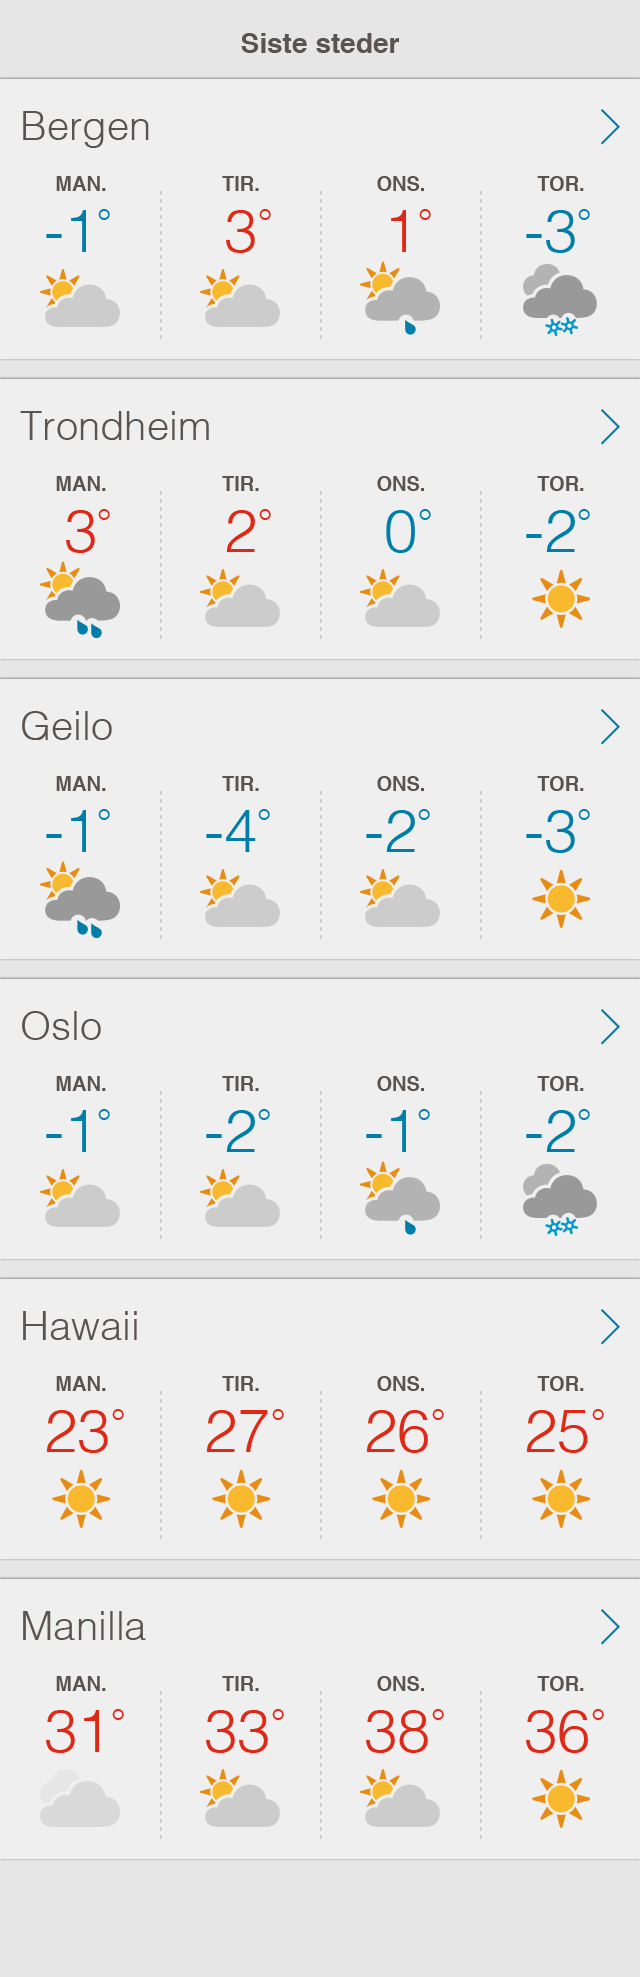 Siste steder
Bergen
MAN. TIR. ONS. TOR.
-1° 3° 1° -3°
Trondheim
MAN. TIR. ONS. TOR.
3° 2° 0° -2°
Geilo
MAN. TIR. ONS. TOR.
-1° -4° -2° -3°
Oslo
MAN. TIR. ONS. TOR.
-1° -2° -1° -2°
Hawaii
MAN. TIR. ONS. TOR.
23° 27° 26° 25°
Manilla
MAN. TIR. ONS. TOR.
31° 33° 38° 36°